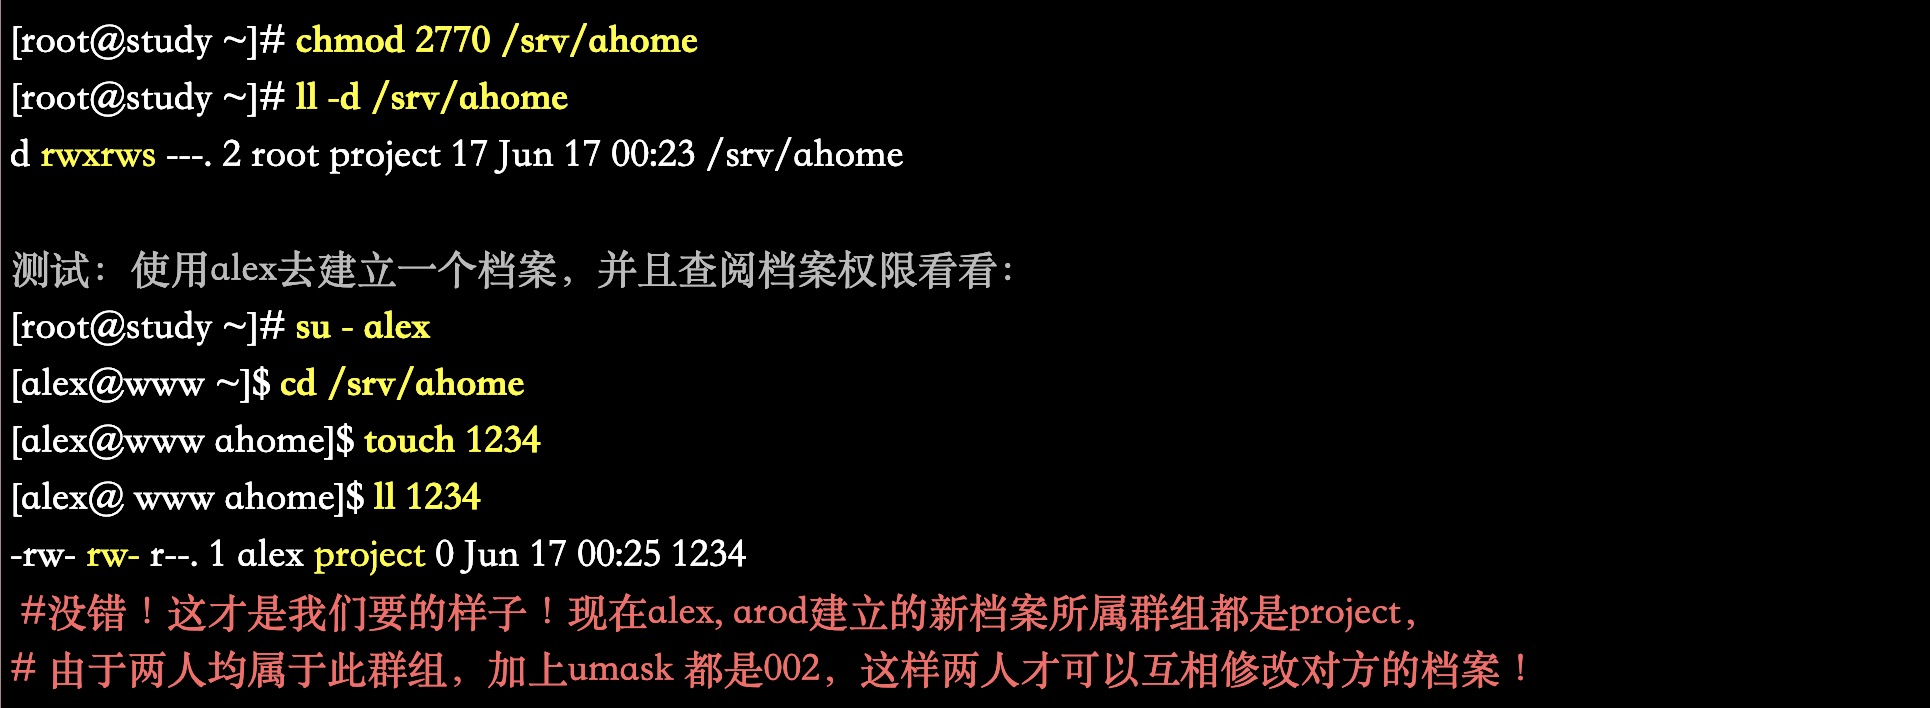 [root@study ~]# chmod 2770 /srv/ahome
[root@study ~]# ll -d /srv/ahome
d rwxrws ---. 2 root project 17 Jun 17 00:23 /srv/ahome
测试：使用alex去建立一个档案，并且查阅档案权限看看：
[root@study ~]# su - alex
[alex@www ~]$ cd /srv/ahome
[alex@www ahome]$ touch 1234
[alex@ www ahome]$ ll 1234
-rw- rw- r--. 1 alex project 0 Jun 17 00:25 1234
#没错！这才是我们要的样子！现在alex, arod建立的新档案所属群组都是project，
# 由于两人均属于此群组，加上umask 都是002，这样两人才可以互相修改对方的档案！